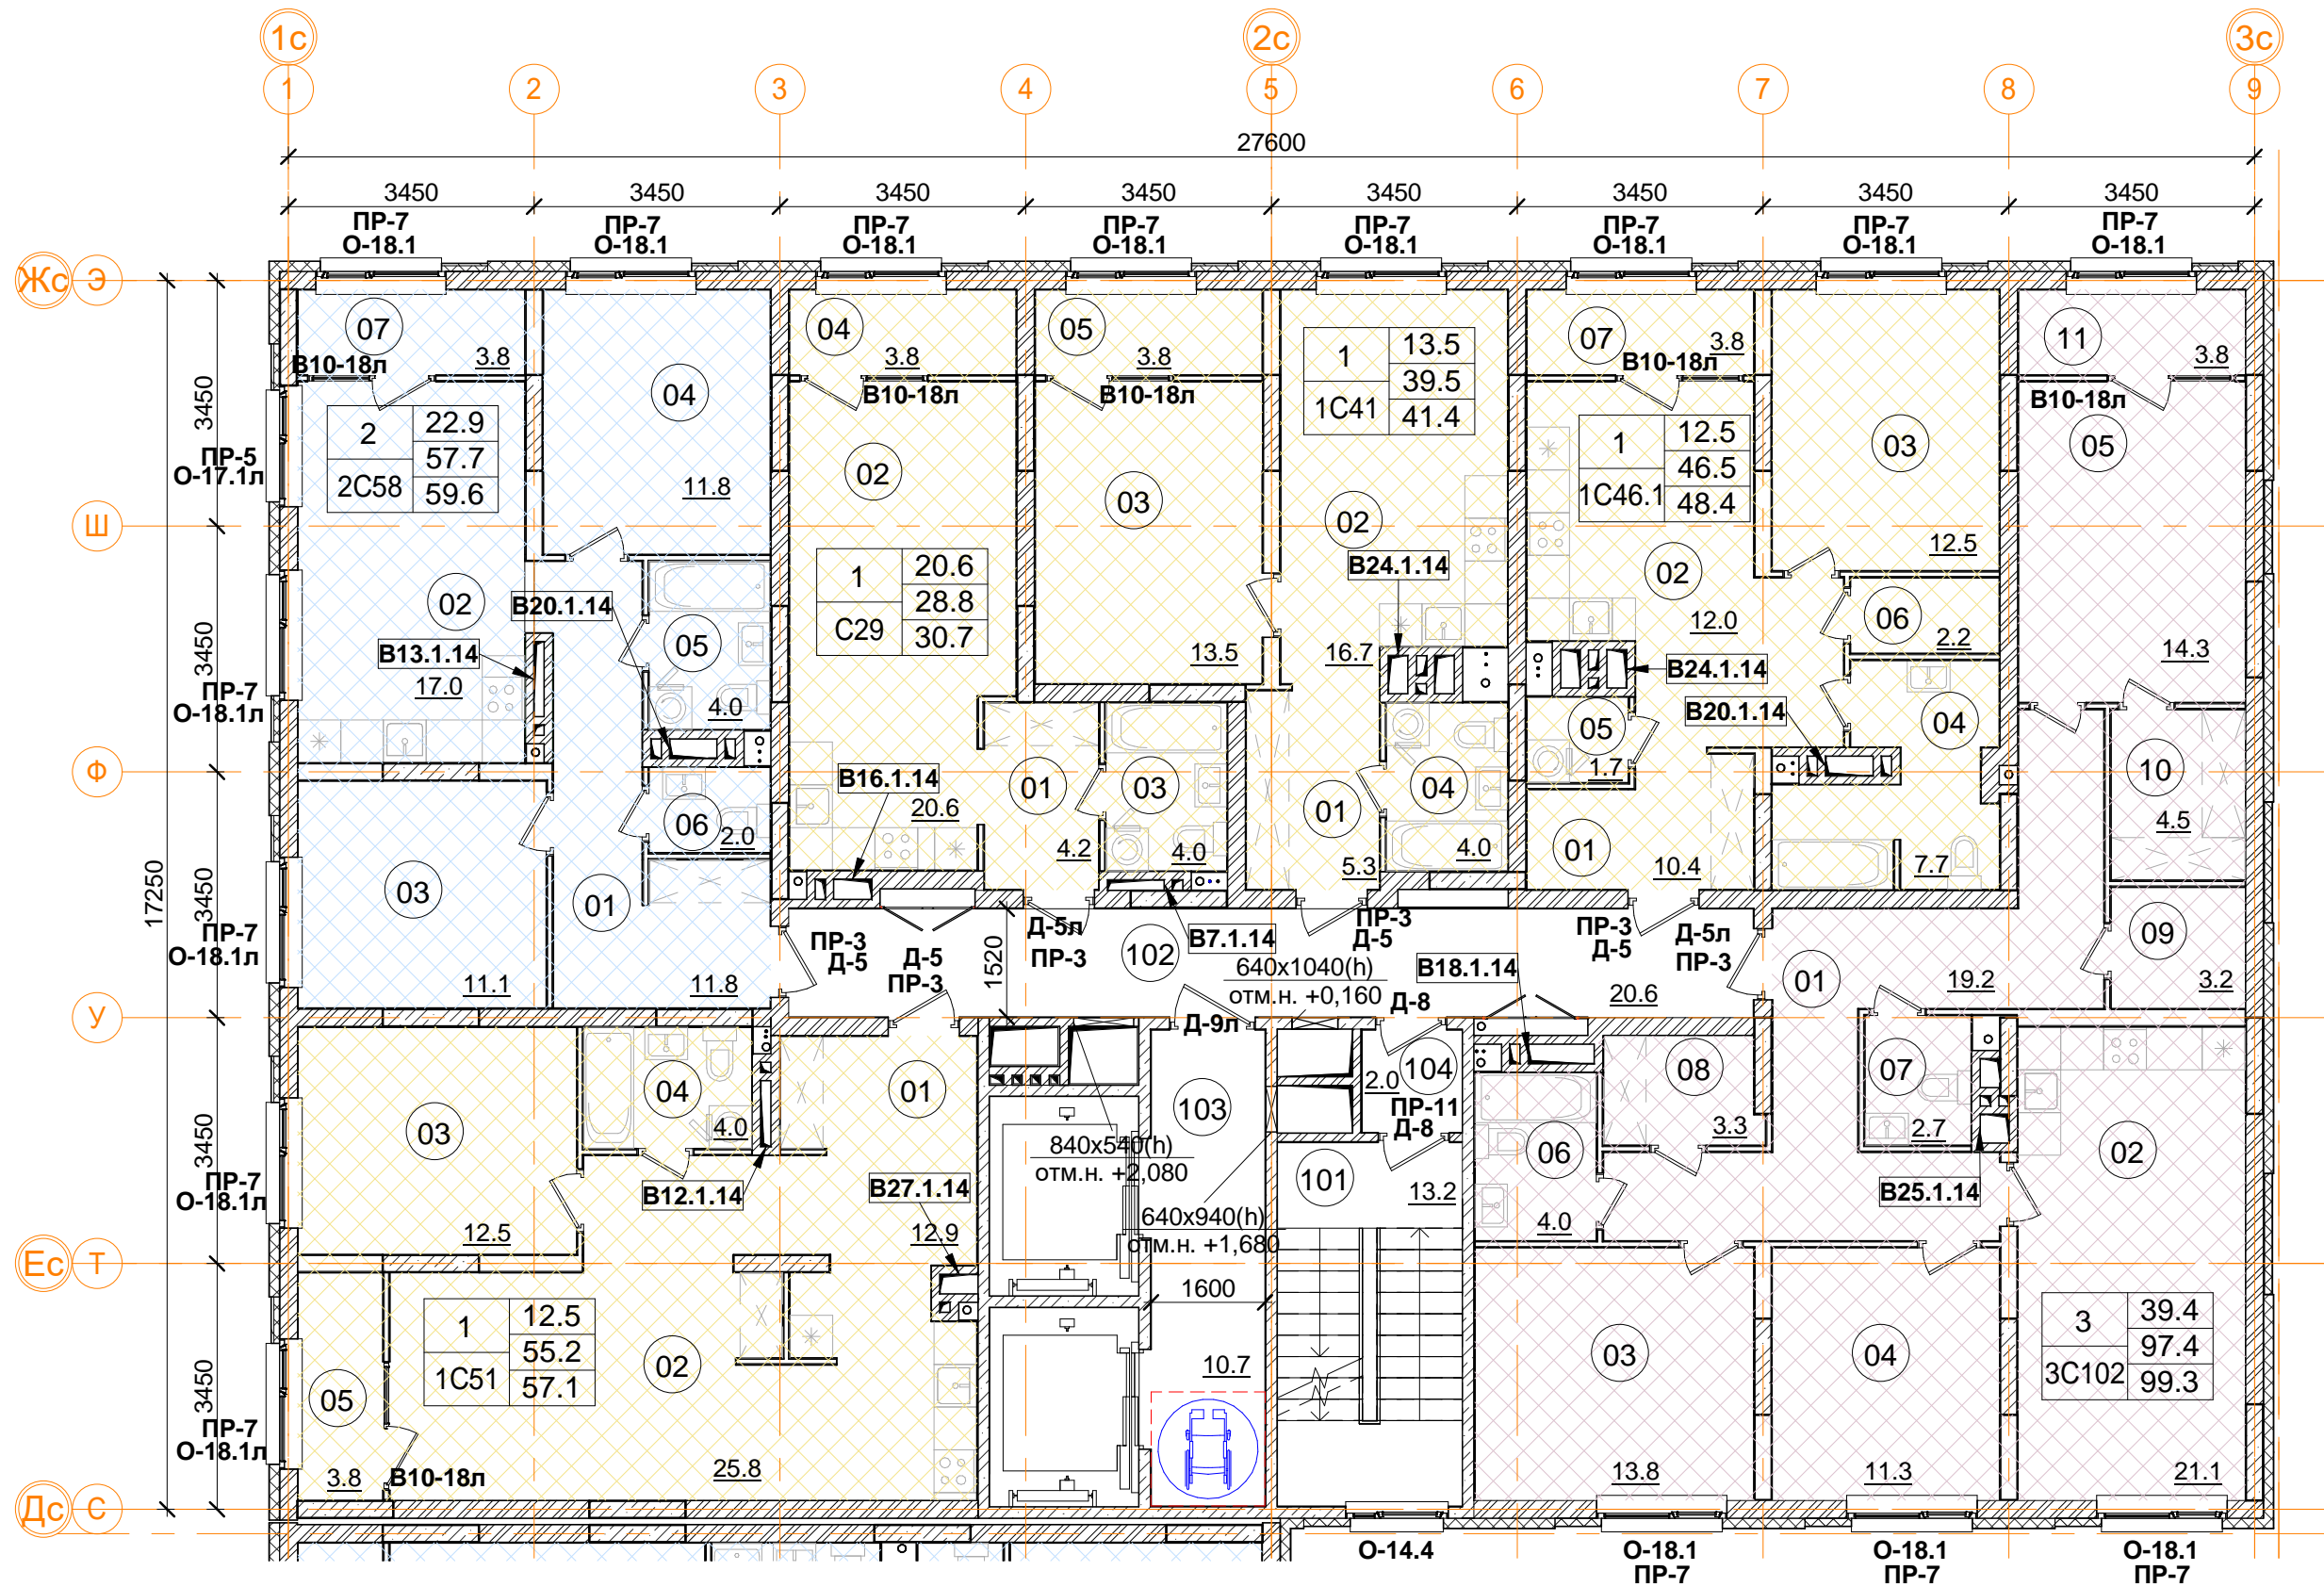 1с 2с 3с
1 2 3 4 5 6 7 8 9
27600
3450 3450 3450 3450 3450 3450 3450 3450
ПР-7 ПР-7 ПР-7 ПР-7 ПР-7 ПР-7 ПР-7 ПР-7
О-18.1 О-18.1 О-18.1 О-18.1 О-18.1 О-18.1 О-18.1 О-18.1
Жс Э
07 3.8
В10-18л
04 3.8
В10-18л
05 3.8
В10-18л
07 3.8
В10-18л
11 3.8
В10-18л
3450
ПР-5
О-17.1л
Ш
2 22.9
57.7
2С58 59.6
04
11.8
02
1 20.6
28.8
С29 30.7
03
13.5
1 13.5
39.5
1С41 41.4
02
В24.1.14
16.7
1 12.5
46.5
1С46.1 48.4
02
12.0
03
12.5
05
14.3
3450
ПР-7
О-18.1л
02
В13.1.14
17.0
В20.1.14
05
4.0
06
2.2
В24.1.14
В20.1.14
04
05
1.7
Ф
06
2.0
В16.1.14
20.6
01
4.2
03
4.0
01
5.3
04
4.0
01
10.4
7.7
10
4.5
17250
3450
ПР-7
О-18.1л
03
11.1
01
11.8
ПР-3
Д-5
Д-5
ПР-3
1520
Д-5л
ПР-3
102
В7.1.14
ПР-3
Д-5
640х1040(h)
отм.н. +0,160
В18.1.14
ПР-3
Д-5
Д-5л
ПР-3
20.6
01
19.2
09
3.2
У
Д-9л
Д-8
03
12.5
04
4.0
В12.1.14
01
В27.1.14
12.9
103
104
2.0
ПР-11
Д-8
840х540(h)
отм.н. +2,080
101
13.2
640х940(h)
отм.н. +1,680
08
3.3
06
4.0
07
2.7
В25.1.14
02
3450
ПР-7
О-18.1л
Ес Т
1600
10.7
1 12.5
55.2
1С51 57.1
02
25.8
05
3.8
В10-18л
03
13.8
04
11.3
3 39.4
97.4
3С102 99.3
21.1
3450
ПР-7
О-18.1л
Дс С
О-14.4
О-18.1 О-18.1 О-18.1
ПР-7 ПР-7 ПР-7